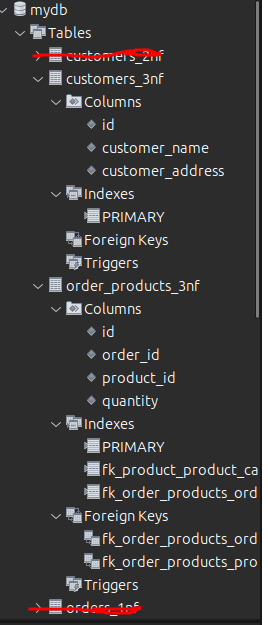 mydb
Tables
customers_2nf
customers_3nf
Columns
id
customer_name
customer_address
Indexes
PRIMARY
Foreign Keys
Triggers
order_products_3nf
Columns
id
order_id
product_id
quantity
Indexes
PRIMARY
fk_product_product_ca
fk_order_products_ord
Foreign Keys
fk_order_products_ord
fk_order_products_pro
Triggers
orders_1nf